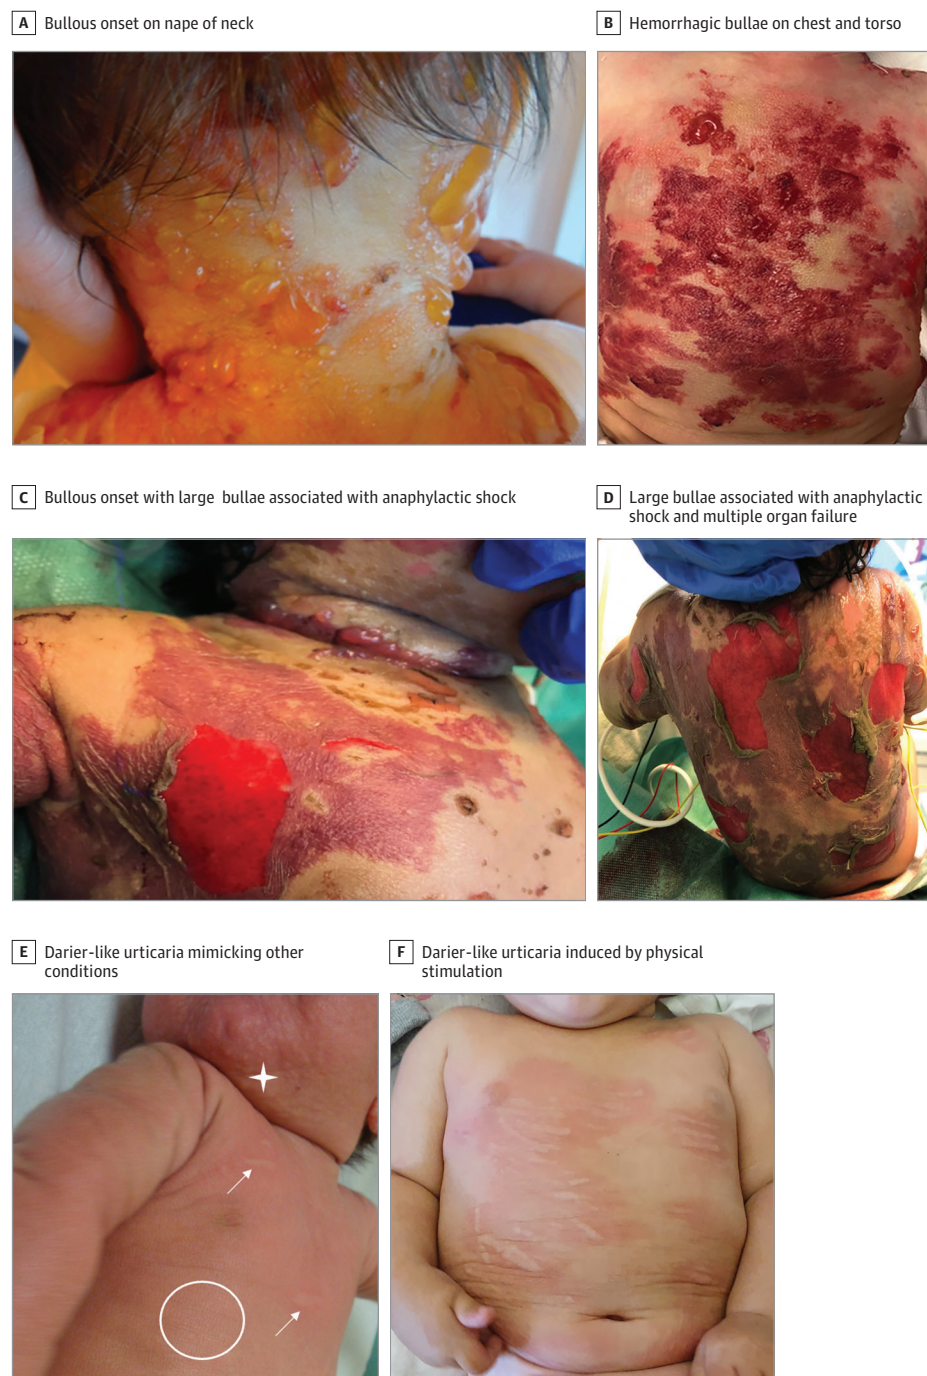 A Bullous onset on nape of neck
B Hemorrhagic bullae on chest and torso
C Bullous onset with large bullae associated with anaphylactic shock
D Large bullae associated with anaphylactic
shock and multiple organ failure
E Darier-like urticaria mimicking other
conditions
F Darier-like urticaria induced by physical
stimulation